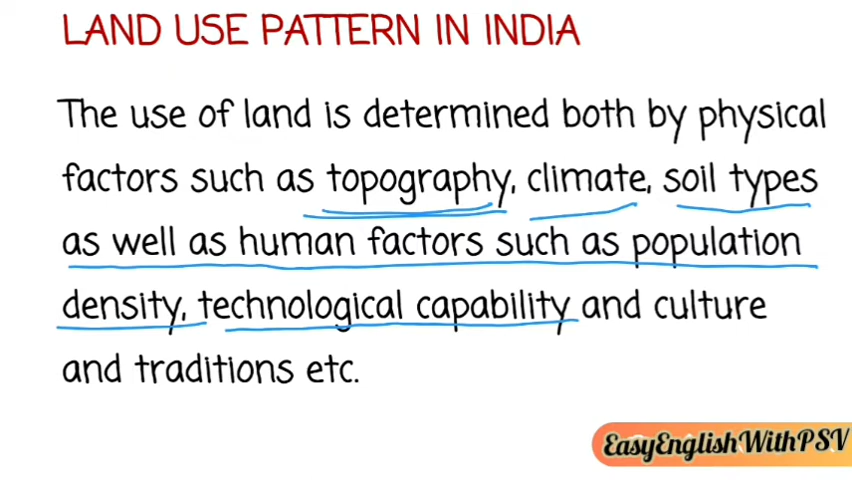 LAND USE PATTERN IN INDIA
The use of land is determined both by physical
factors such as topography, climate, soil types
as well as human factors such as population
density, technological capability and culture
and traditions etc.
EasyEnglishWithPSV